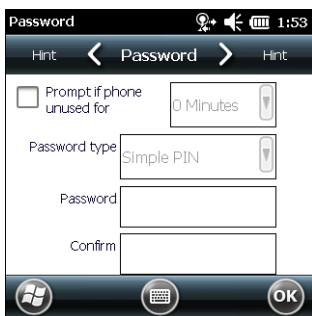 Password 1:53
Hint Password Hint
Prompt if phone
unused for
0 Minutes
Password type
Simple PIN
Password
Confirm
OK